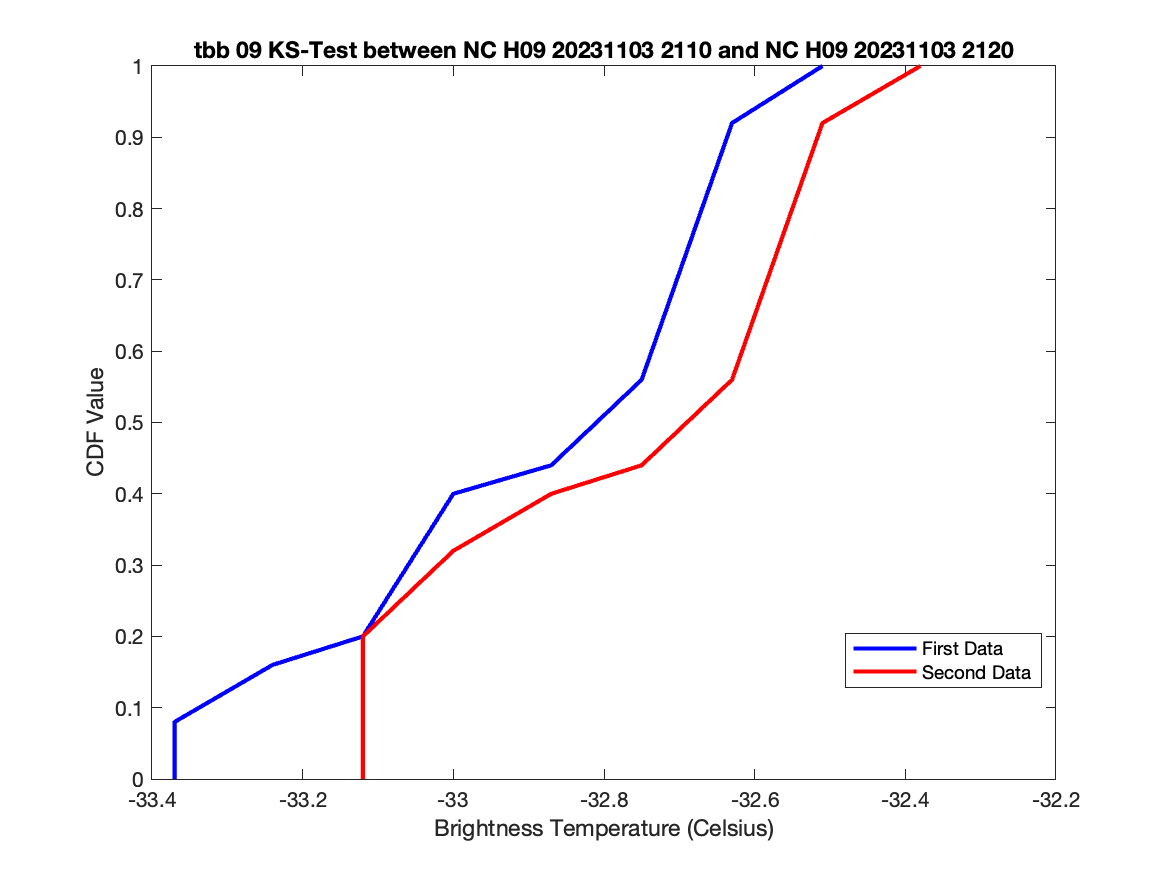 tbb 09 KS-Test between NC H09 20231103 2110 and NC H09 20231103 2120
1
0.9
0.8
0.7
0.6
0.5
0.4
0.3
0.2
0.1
0
CDF Value
First Data
Second Data
-33.4 -33.2 -33 -32.8 -32.6 -32.4 -32.2
Brightness Temperature (Celsius)